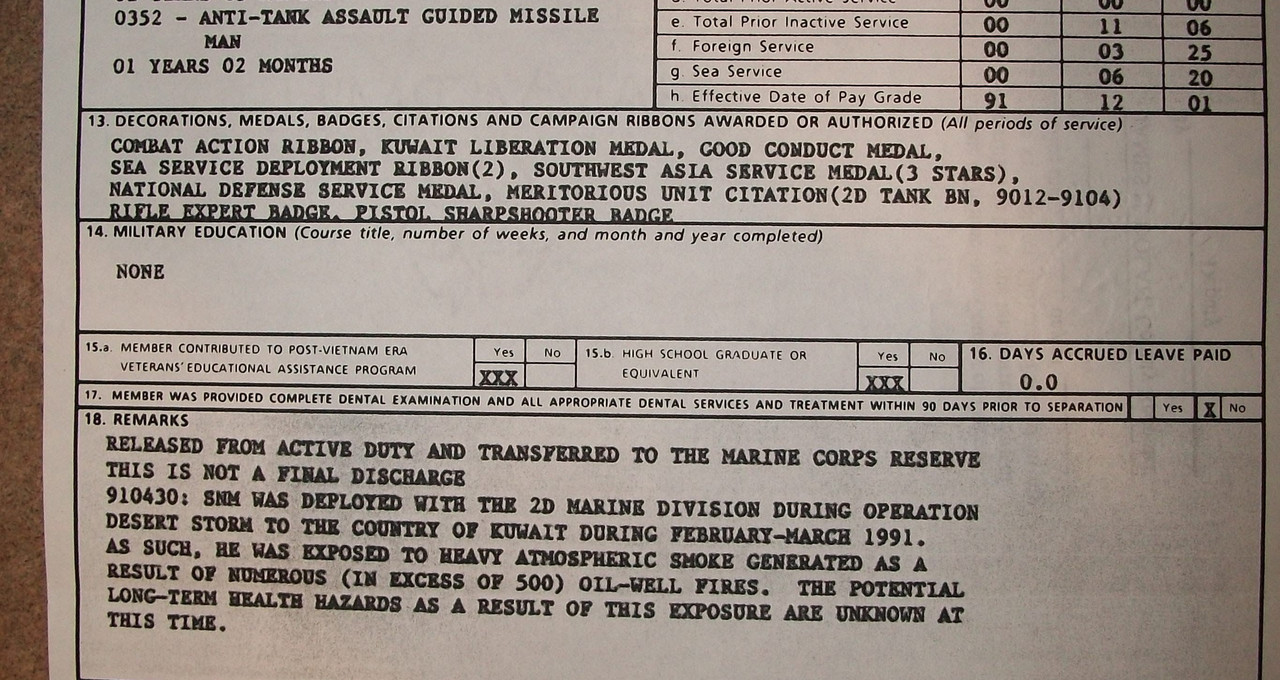 0352 - ANTI-TANK ASSAULT GUIDED MISSILE
MAN
01 YEARS 02 MONTHS
00 00 00
e. Total Prior Inactive Service 00 11 06
f. Foreign Service 00 03 25
g. Sea Service 00 06 20
h. Effective Date of Pay Grade 91 12 01
13. DECORATIONS, MEDALS, BADGES, CITATIONS AND CAMPAIGN RIBBONS AWARDED OR AUTHORIZED (All periods of service)
COMBAT ACTION RIBBON, KUWAIT LIBERATION MEDAL, GOOD CONDUCT MEDAL,
SEA SERVICE DEPLOYMENT RIBBON(2), SOUTHWEST ASIA SERVICE MEDAL(3 STARS),
NATIONAL DEFENSE SERVICE MEDAL, MERITORIOUS UNIT CITATION(2D TANK BN, 9012-9104)
RIFLE EXPERT BADGE, PISTOL SHARPSHOOTER BADGE
14. MILITARY EDUCATION (Course title, number of weeks, and month and year completed)
NONE
15.a. MEMBER CONTRIBUTED TO POST-VIETNAM ERA
VETERANS' EDUCATIONAL ASSISTANCE PROGRAM
Yes No
XXX
15.b. HIGH SCHOOL GRADUATE OR
EQUIVALENT
Yes No
XXX
16. DAYS ACCRUED LEAVE PAID
0.0
17. MEMBER WAS PROVIDED COMPLETE DENTAL EXAMINATION AND ALL APPROPRIATE DENTAL SERVICES AND TREATMENT WITHIN 90 DAYS PRIOR TO SEPARATION Yes X No
18. REMARKS
RELEASED FROM ACTIVE DUTY AND TRANSFERRED TO THE MARINE CORPS RESERVE
THIS IS NOT A FINAL DISCHARGE
910430: SNM WAS DEPLOYED WITH THE 2D MARINE DIVISION DURING OPERATION
DESERT STORM TO THE COUNTRY OF KUWAIT DURING FEBRUARY-MARCH 1991.
AS SUCH, HE WAS EXPOSED TO HEAVY ATMOSPHERIC SMOKE GENERATED AS A
RESULT OF NUMEROUS (IN EXCESS OF 500) OIL-WELL FIRES. THE POTENTIAL
LONG-TERM HEALTH HAZARDS AS A RESULT OF THIS EXPOSURE ARE UNKNOWN AT
THIS TIME.